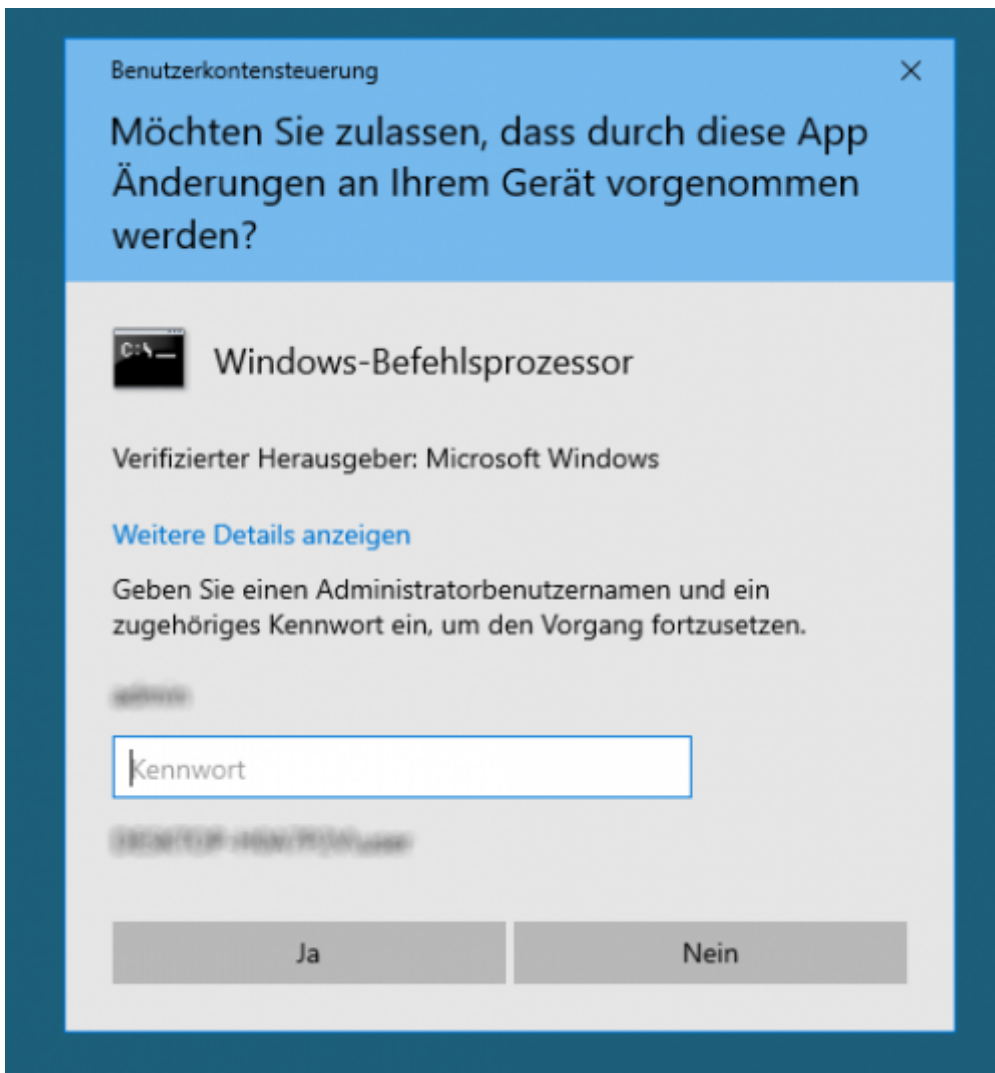 Benutzerkontensteuerung
Möchten Sie zulassen, dass durch diese App
Änderungen an Ihrem Gerät vorgenommen
werden?
C:\
Windows-Befehlsprozessor
Verifizierter Herausgeber: Microsoft Windows
Weitere Details anzeigen
Geben Sie einen Administratorbenutzernamen und ein
zugehöriges Kennwort ein, um den Vorgang fortzusetzen.
Kennwort
Ja
Nein